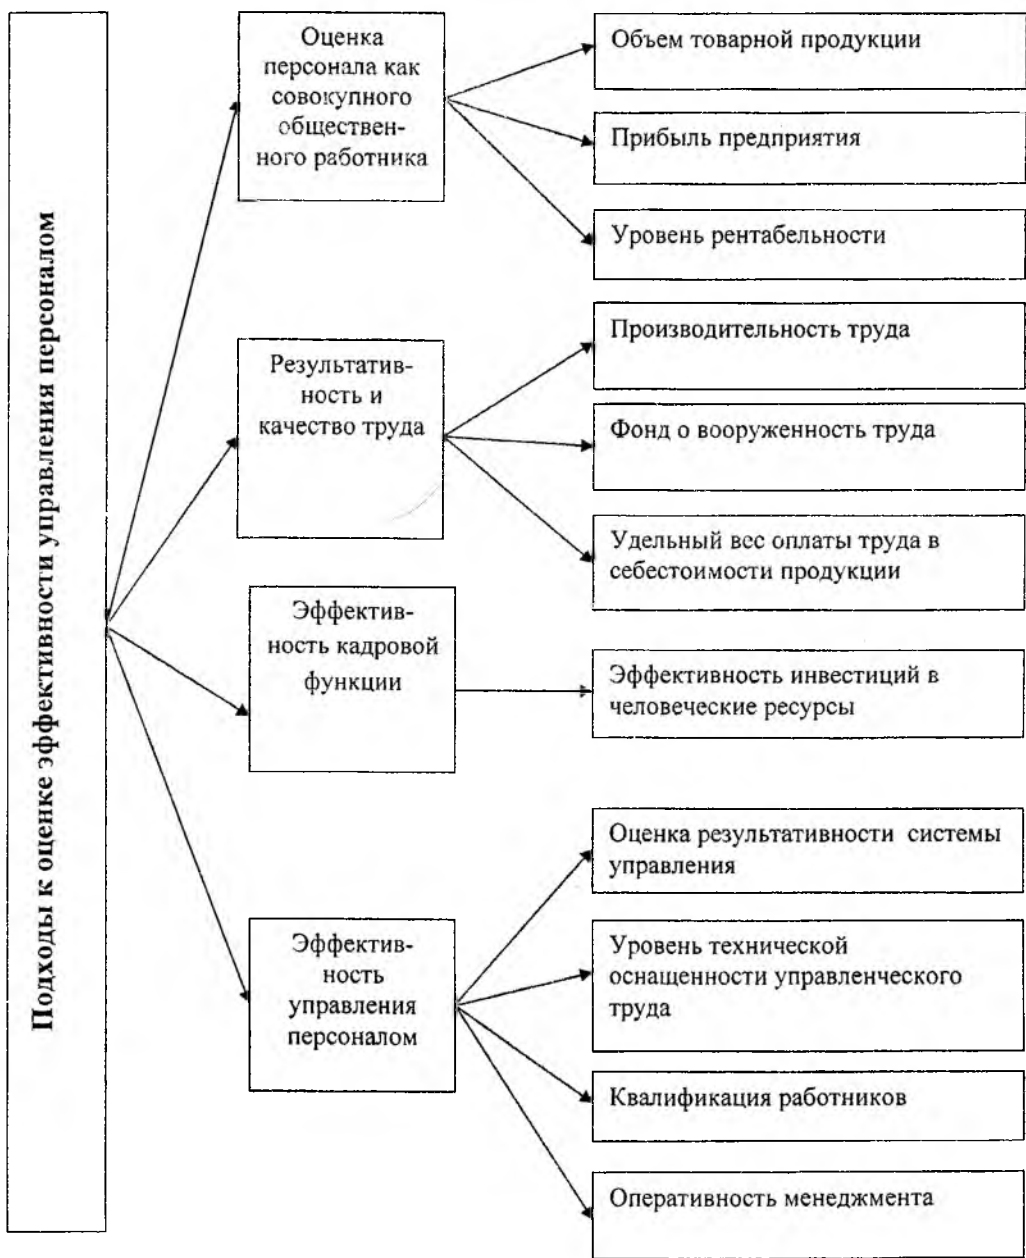 Подходы к оценке эффективности управления персоналом
Оценка
персонала как
совокупного
обществен-
ного работника
Объем товарной продукции
Прибыль предприятия
Уровень рентабельности
Результатив-
ность и
качество труда
Производительность труда
Фонд о вооруженность труда
Удельный вес оплаты труда в
себестоимости продукции
Эффектив-
ность кадровой
функции
Эффективность инвестиций в
человеческие ресурсы
Эффектив-
ность
управления
персоналом
Оценка результативности системы
управления
Уровень технической
оснащенности управленческого
труда
Квалификация работников
Оперативность менеджмента